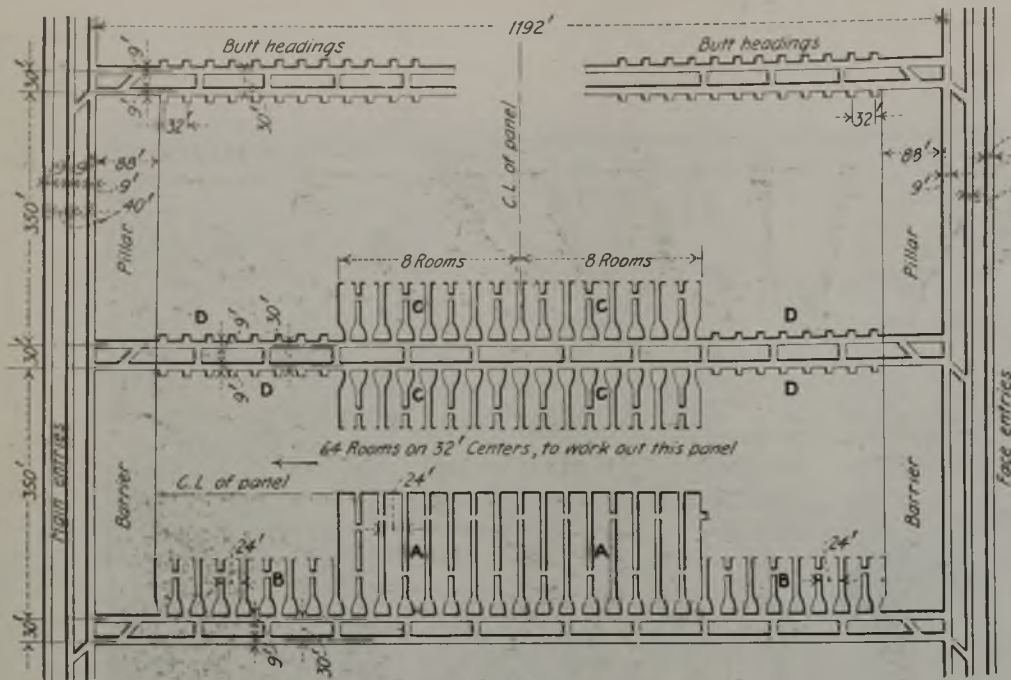 1192'
Butt headings
Butt headings
9'
30'
9'
30'
32'
32'
C.L. of panel
88'
88'
9'
9'
40'
350'
Pillar
Pillar
8 Rooms
8 Rooms
C
C
D
D
9'
30'
30'
9'
D
D
C
C
64 Rooms on 32' Centers, to work out this panel
C.L of panel
24'
350'
Main entries
Barrier
Barrier
Face entries
A
A
24'
24'
B
B
30'
9'
30'